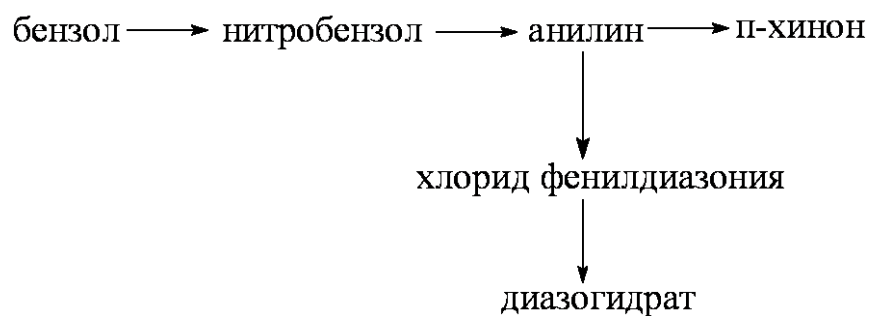 бензол нитробензол анилин п-хинон
хлорид фенилдиазония
диазогидрат